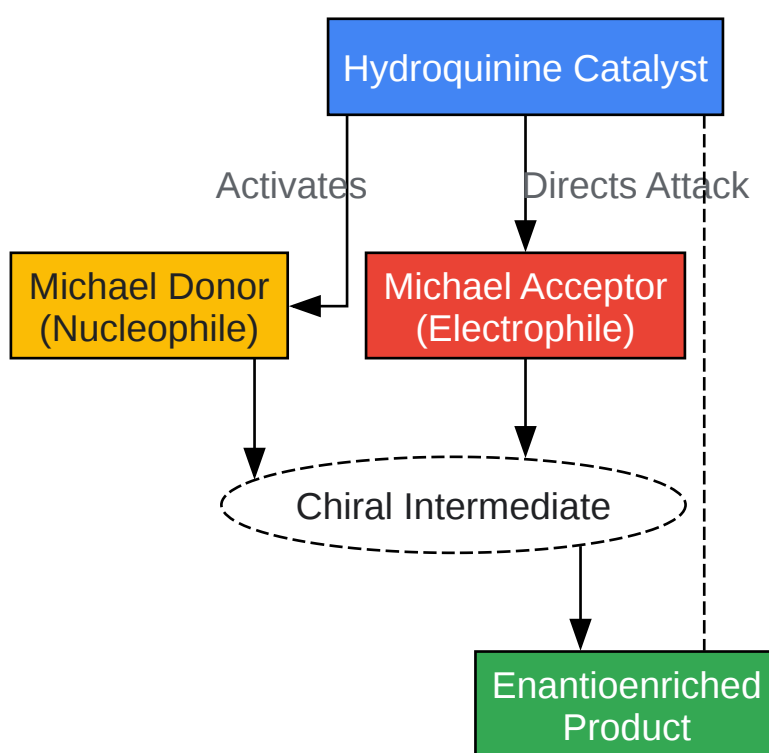 Hydroquinine Catalyst
Activates
Directs Attack
Michael Donor
(Nucleophile)
Michael Acceptor
(Electrophile)
Chiral Intermediate
Enantioenriched
Product